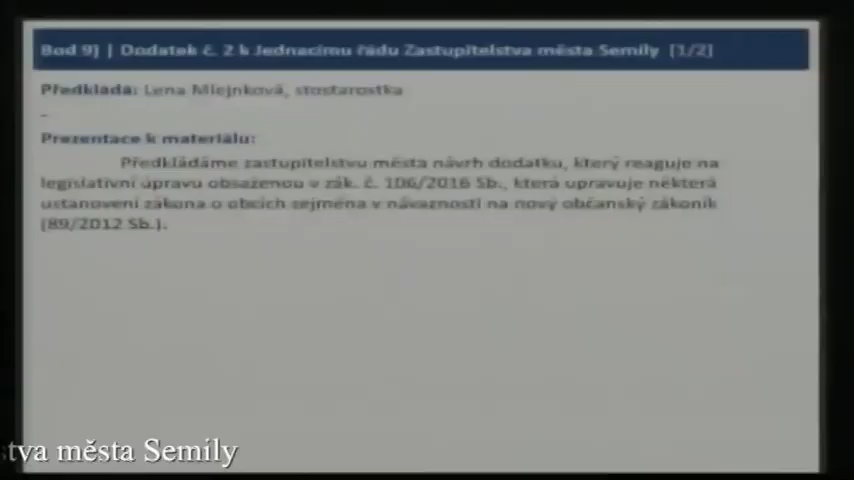 Bod 9) | Dodatek č. 2 k Jednacímu řádu Zastupitelstva města Semily [1/2]
Předkládá: Lena Mlejnková, stostarostka
-
Prezentace k materiálu:
Předkládáme zastupitelstvu města návrh dodatku, který reaguje na
legislativní úpravu obsaženou v zák. č. 106/2016 Sb., která upravuje některá
ustanovení zákona o obcích zejména v návaznosti na nový občanský zákoník
(89/2012 Sb.).
tva města Semily